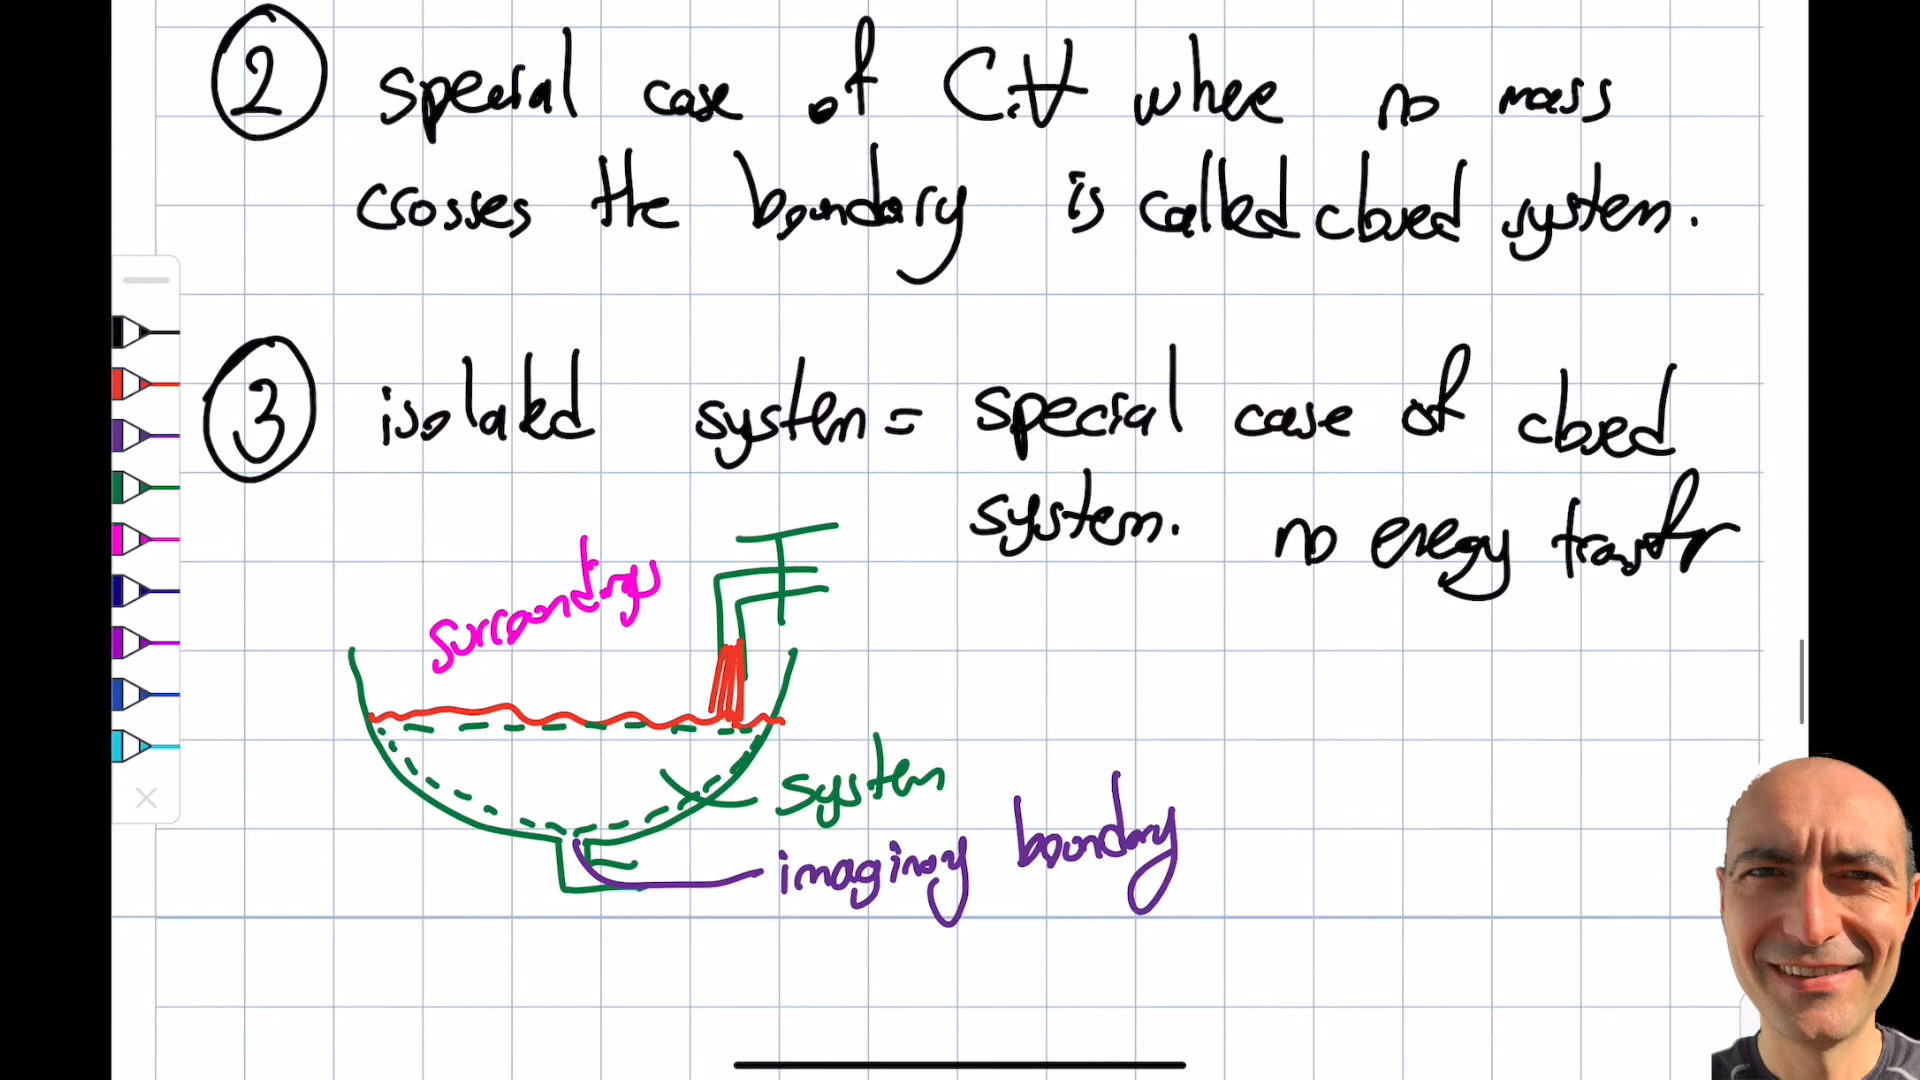 ② special case of C.V where no mass
crosses the boundary is called closed system.
③ isolated system = special case of closed
system. no energy transfer
surroundings
system
imaginary boundary